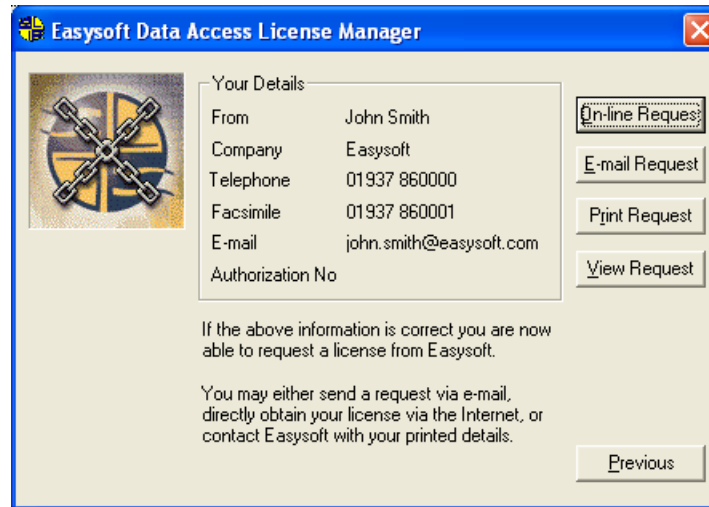 Easysoft Data Access License Manager
Your Details
From John Smith
Company Easysoft
Telephone 01937 860000
Facsimile 01937 860001
E-mail john.smith@easysoft.com
Authorization No
On-line Request
E-mail Request
Print Request
View Request
If the above information is correct you are now
able to request a license from Easysoft.
You may either send a request via e-mail,
directly obtain your license via the Internet, or
contact Easysoft with your printed details.
Previous